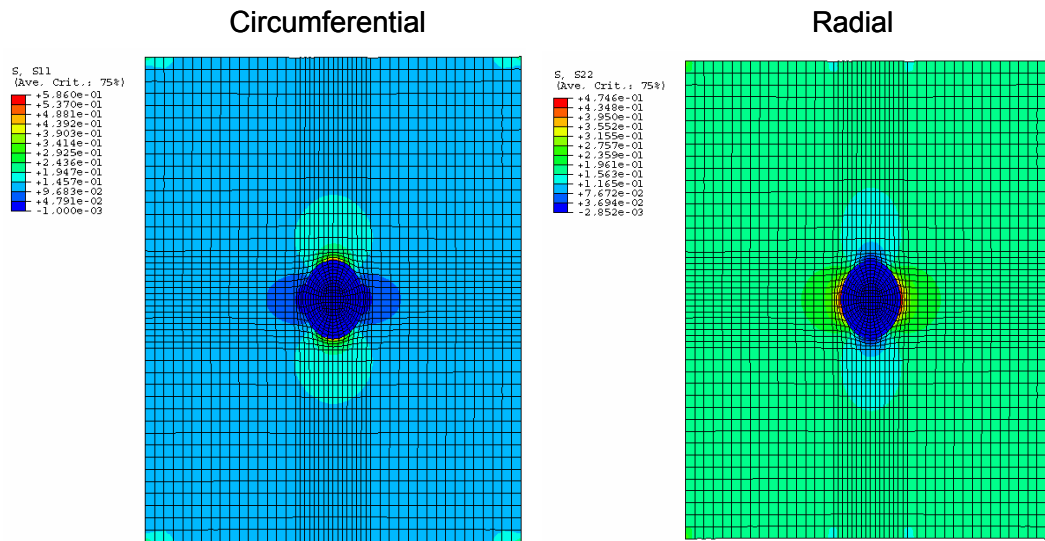 Circumferential
Radial
S, S11
(Ave. Crit.: 75%)
+5.860e-01
+5.370e-01
+4.881e-01
+4.392e-01
+3.903e-01
+3.414e-01
+2.925e-01
+2.436e-01
+1.947e-01
+1.457e-01
+9.683e-02
+4.791e-02
-1.000e-03
S, S22
(Ave. Crit.: 75%)
+4.746e-01
+4.348e-01
+3.950e-01
+3.552e-01
+3.155e-01
+2.757e-01
+2.359e-01
+1.961e-01
+1.563e-01
+1.165e-01
+7.672e-02
+3.694e-02
-2.852e-03